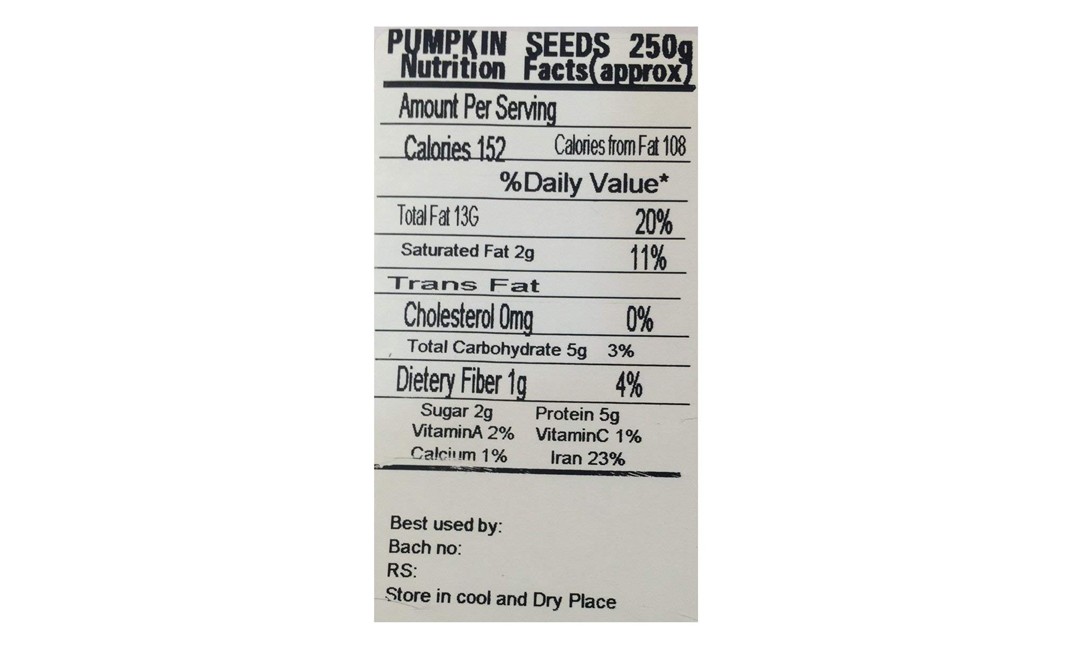 PUMPKIN SEEDS 250g
Nutrition Facts(approx)
Amount Per Serving
Calories 152 Calories from Fat 108
%Daily Value*
Total Fat 13G 20%
Saturated Fat 2g 11%
Trans Fat
Cholesterol 0mg 0%
Total Carbohydrate 5g 3%
Dietery Fiber 1g 4%
Sugar 2g Protein 5g
VitaminA 2% VitaminC 1%
Calcium 1% Iran 23%
Best used by:
Bach no:
RS:
Store in cool and Dry Place